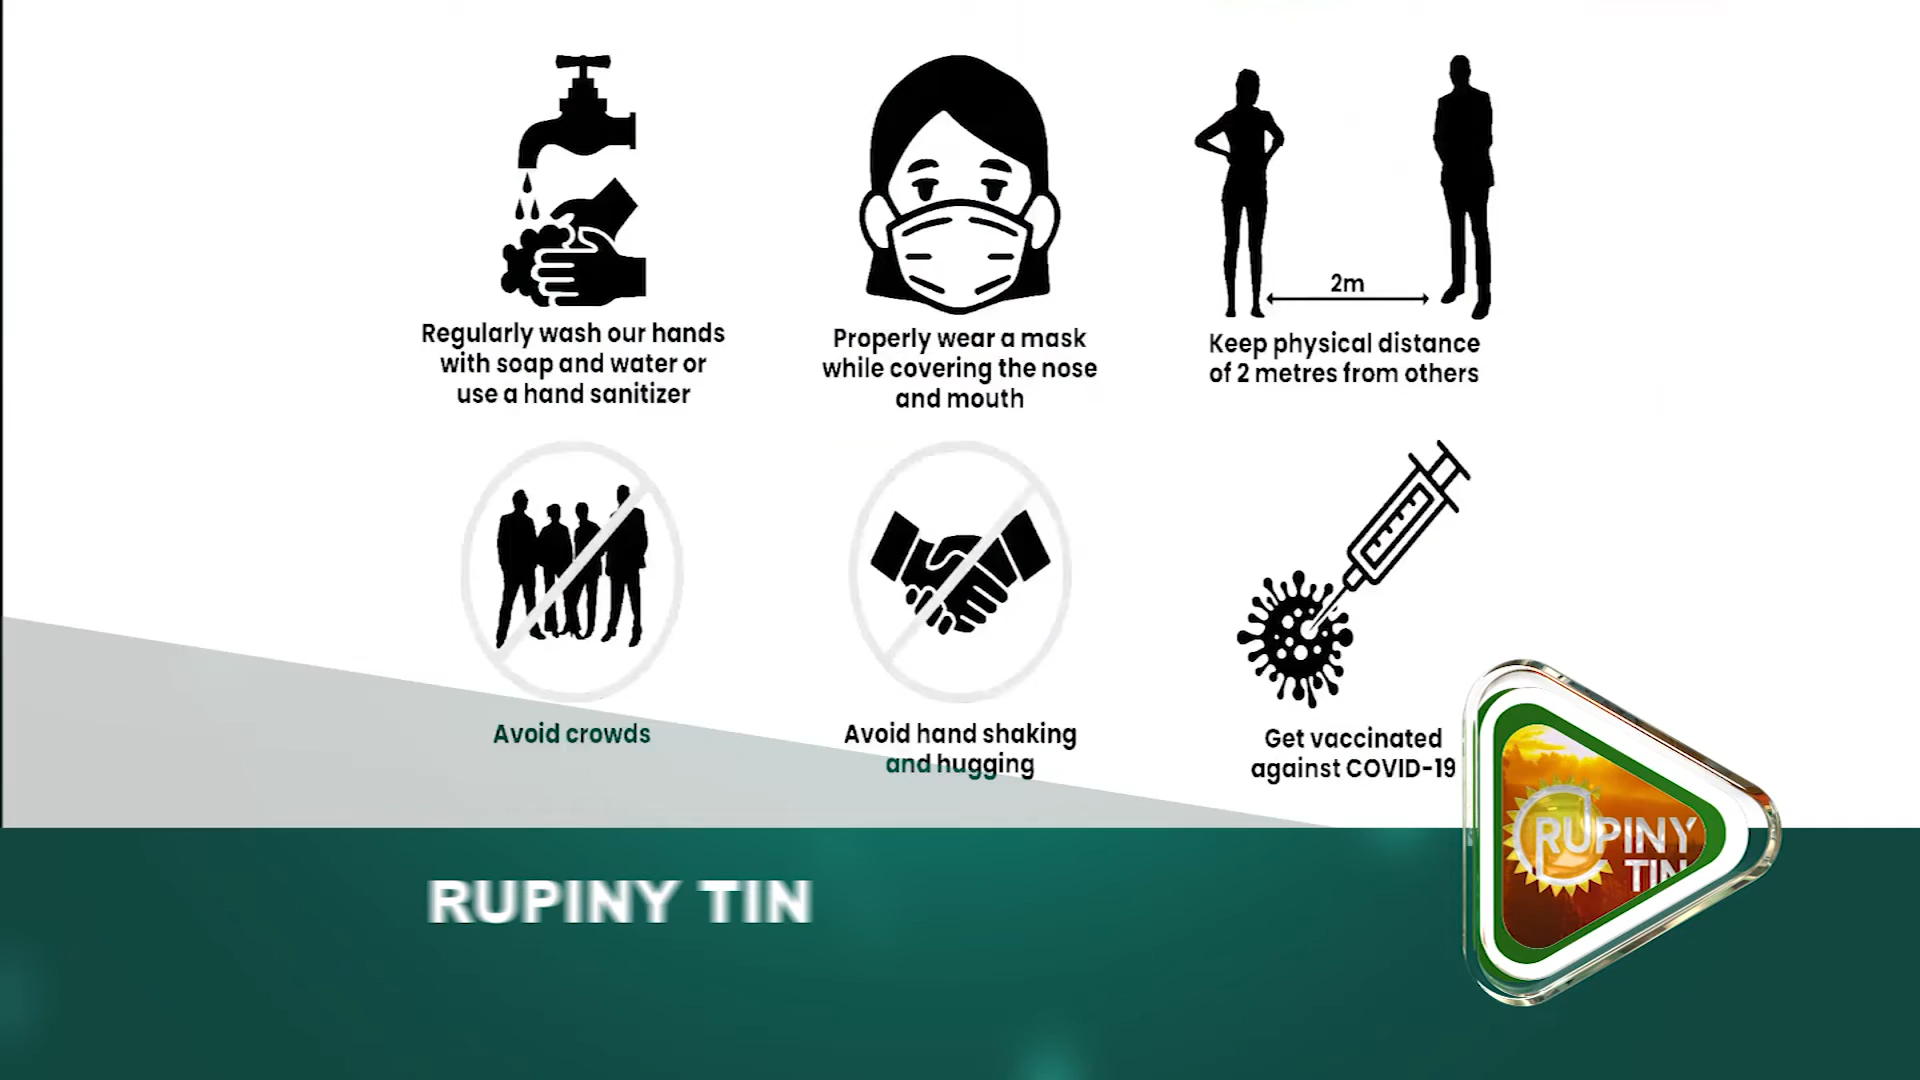 2m
Regularly wash our hands
with soap and water or
use a hand sanitizer
Properly wear a mask
while covering the nose
and mouth
Keep physical distance
of 2 metres from others
Avoid crowds
Avoid hand shaking
and hugging
Get vaccinated
against COVID-19
RUPINY
TIN
RUPINY TIN